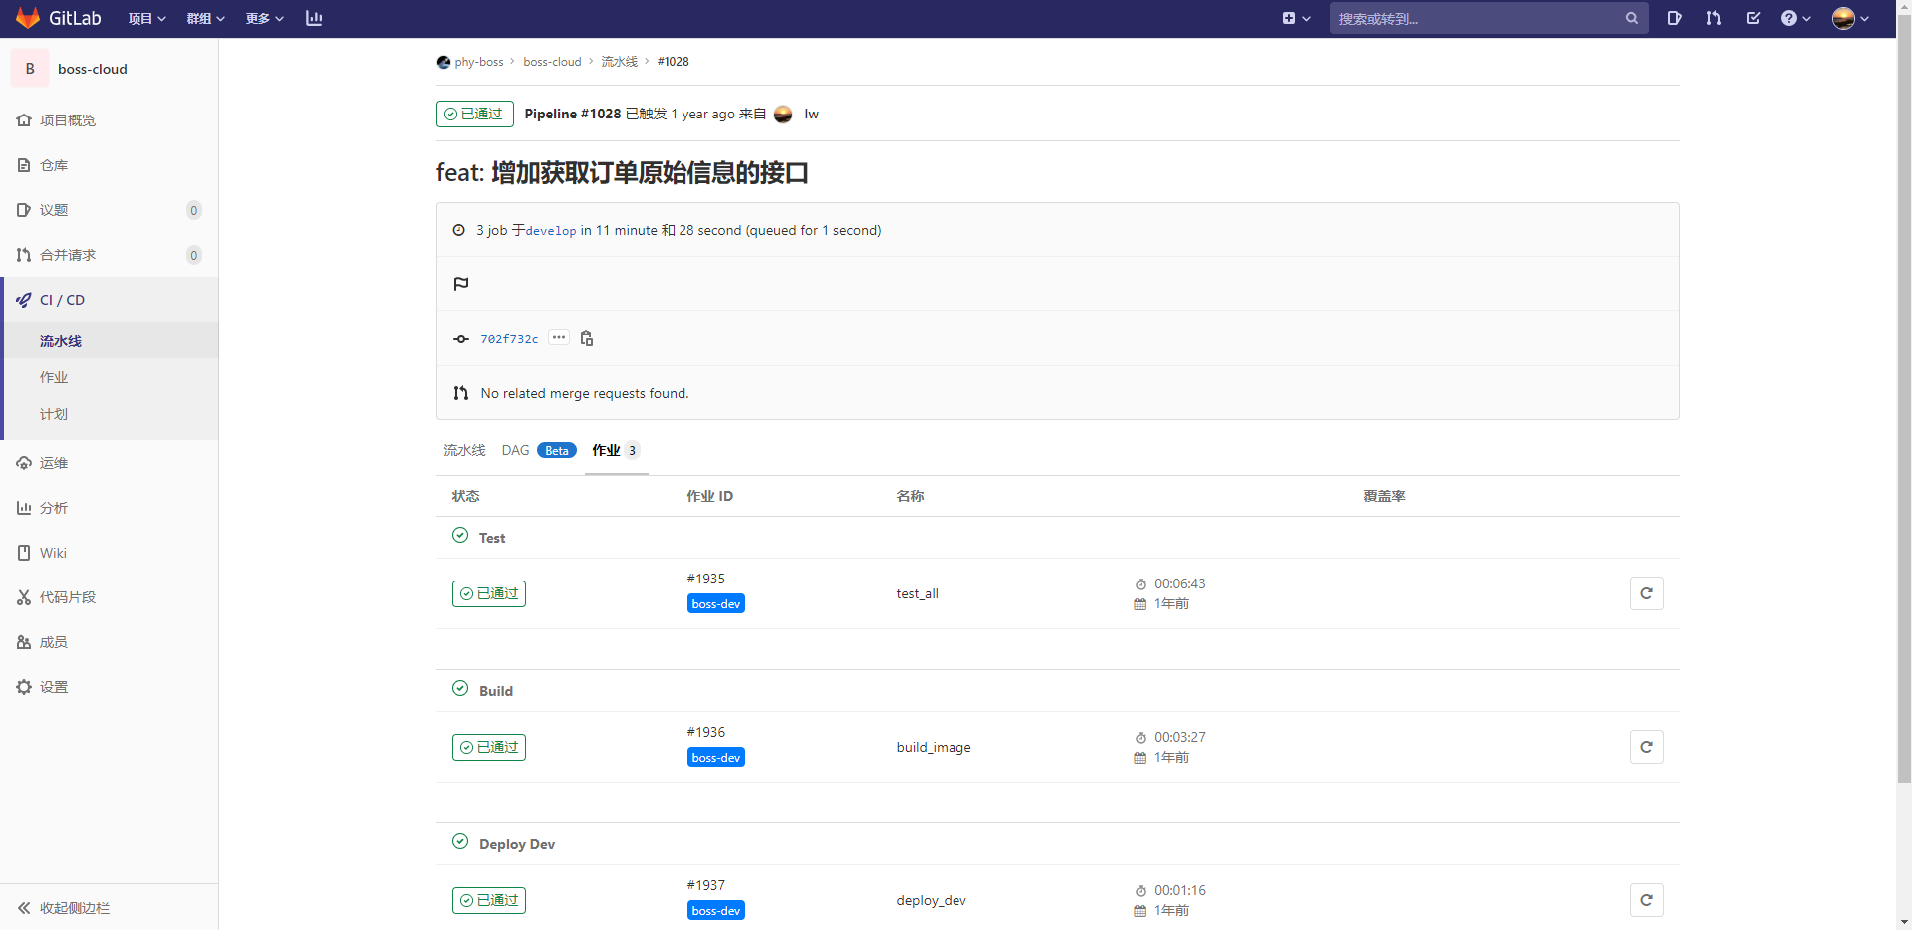 GitLab 项目 群组 更多 搜索或转到...
B boss-cloud
项目概览
仓库
议题 0
合并请求 0
CI / CD
流水线
作业
计划
运维
分析
Wiki
代码片段
成员
设置
收起侧边栏
phy-boss › boss-cloud › 流水线 › #1028
已通过 Pipeline #1028 已触发 1 year ago 来自 lw
feat: 增加获取订单原始信息的接口
3 job 于develop in 11 minute 和 28 second (queued for 1 second)
702f732c ...
No related merge requests found.
流水线 DAG Beta 作业 3
状态 作业 ID 名称 覆盖率
Test
已通过 #1935 boss-dev test_all 00:06:43 1年前
Build
已通过 #1936 boss-dev build_image 00:03:27 1年前
Deploy Dev
已通过 #1937 boss-dev deploy_dev 00:01:16 1年前